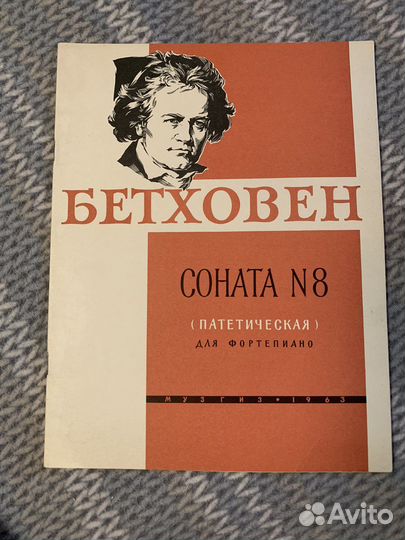 БЕТХОВЕН
СОНАТА N8
(ПАТЕТИЧЕСКАЯ)
ДЛЯ ФОРТЕПИАНО
МУЗГИЗ • 1963
Avito